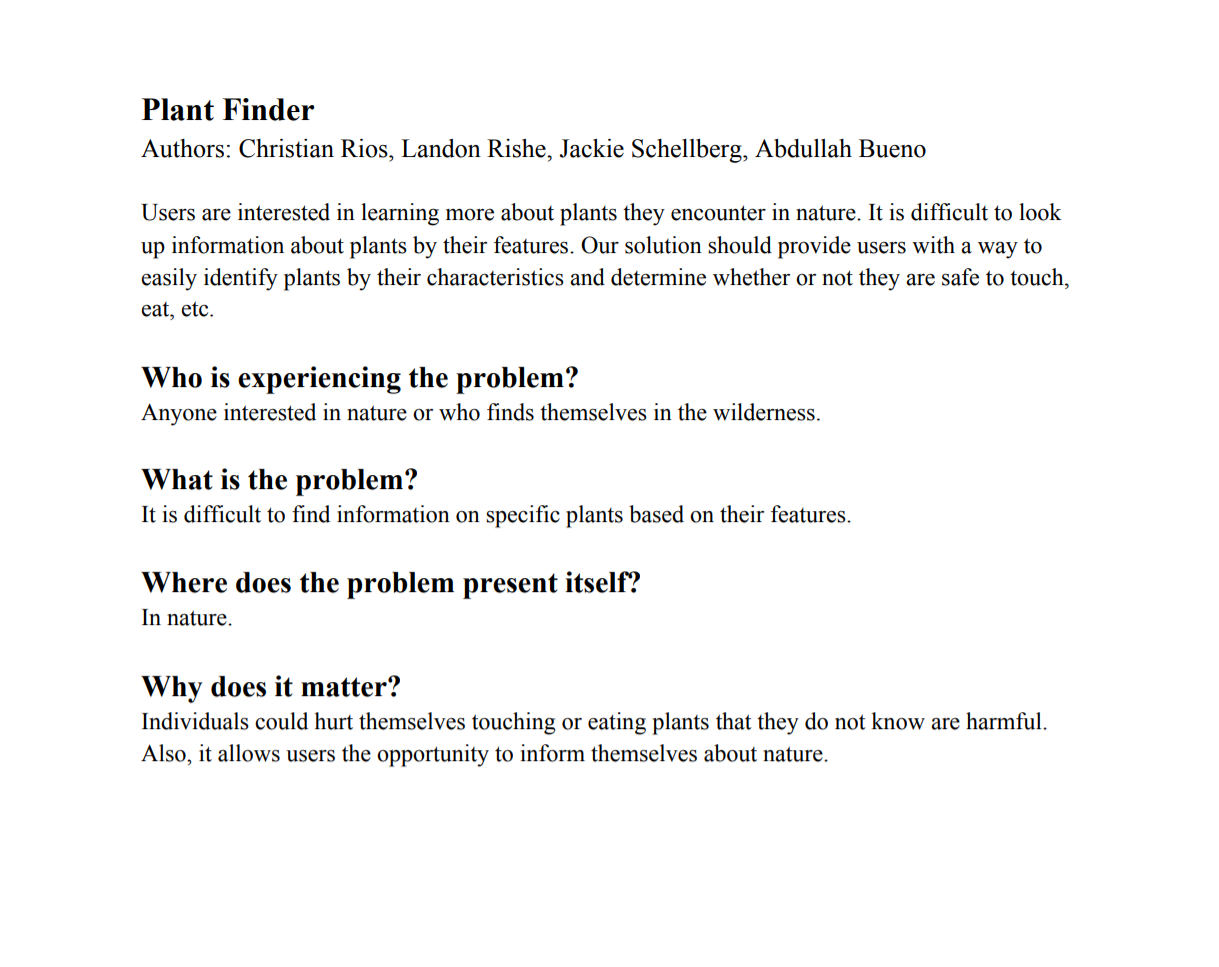 Plant Finder
Authors: Christian Rios, Landon Rishe, Jackie Schellberg, Abdullah Bueno
Users are interested in learning more about plants they encounter in nature. It is difficult to look
up information about plants by their features. Our solution should provide users with a way to
easily identify plants by their characteristics and determine whether or not they are safe to touch,
eat, etc.
Who is experiencing the problem?
Anyone interested in nature or who finds themselves in the wilderness.
What is the problem?
It is difficult to find information on specific plants based on their features.
Where does the problem present itself?
In nature.
Why does it matter?
Individuals could hurt themselves touching or eating plants that they do not know are harmful.
Also, it allows users the opportunity to inform themselves about nature.